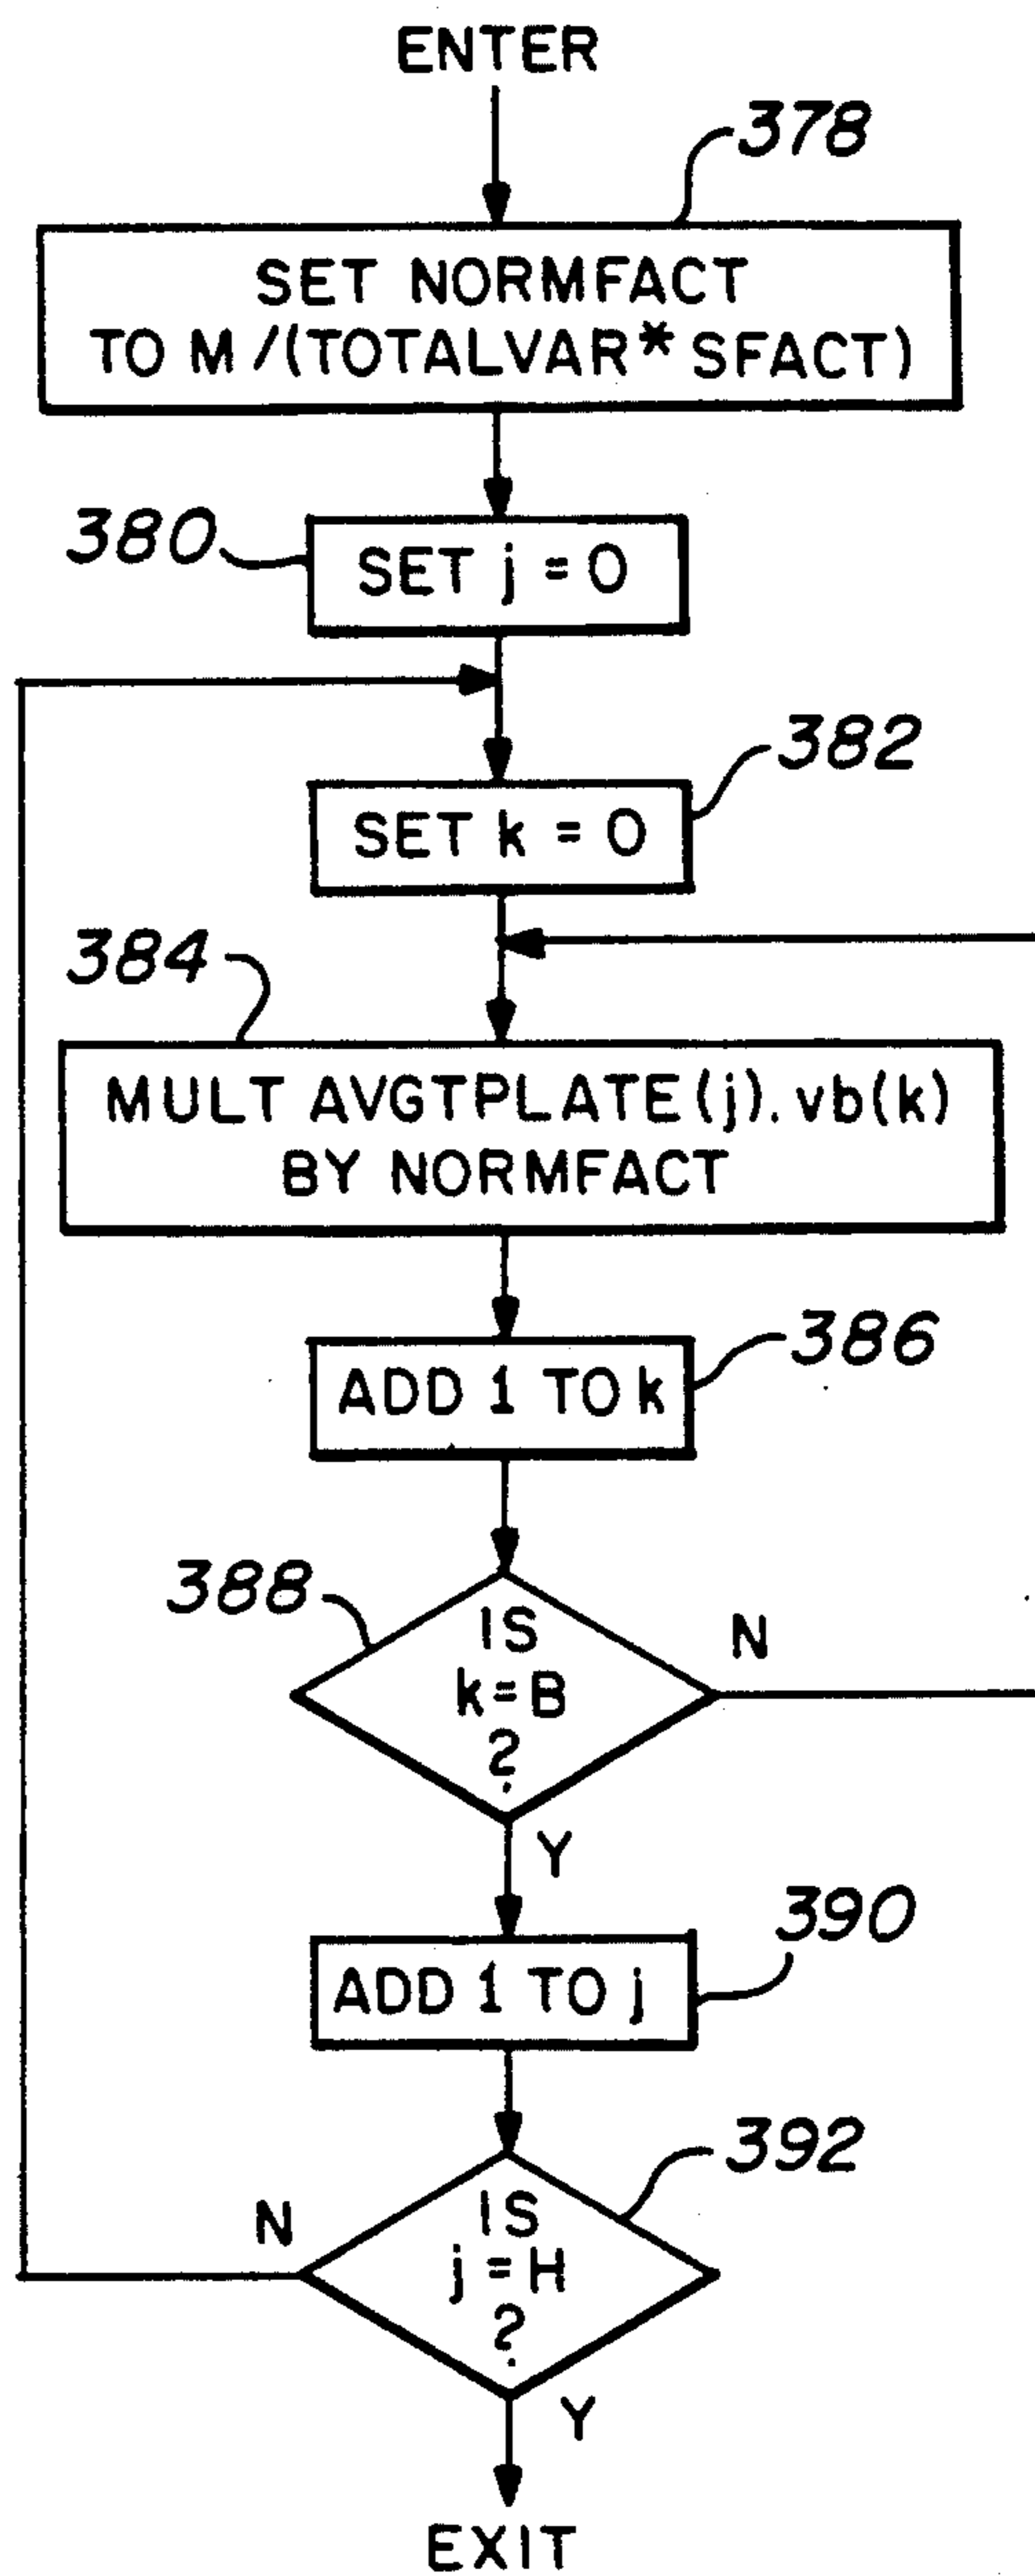 ENTER
378
SET NORMFACT
TO M/(TOTALVAR* SFACT)
380
SET j = 0
382
SET k = 0
384
MULT AVGTPLATE(j).vb(k)
BY NORMFACT
386
ADD 1 TO k
388
IS
k=B
?
N
Y
390
ADD 1 TO j
392
IS
j=H
?
N
Y
EXIT